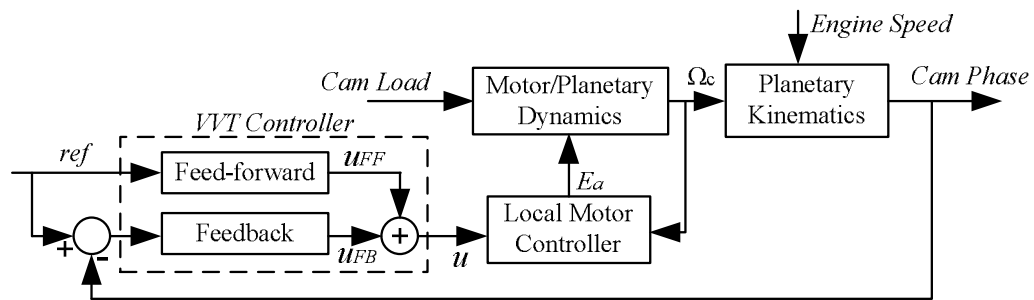 Engine Speed
Cam Load
Motor/Planetary
Dynamics
Ωc
Planetary
Kinematics
Cam Phase
VVT Controller
ref
Feed-forward
uFF
Ea
Local Motor
Controller
+
-
Feedback
uFB
+
u